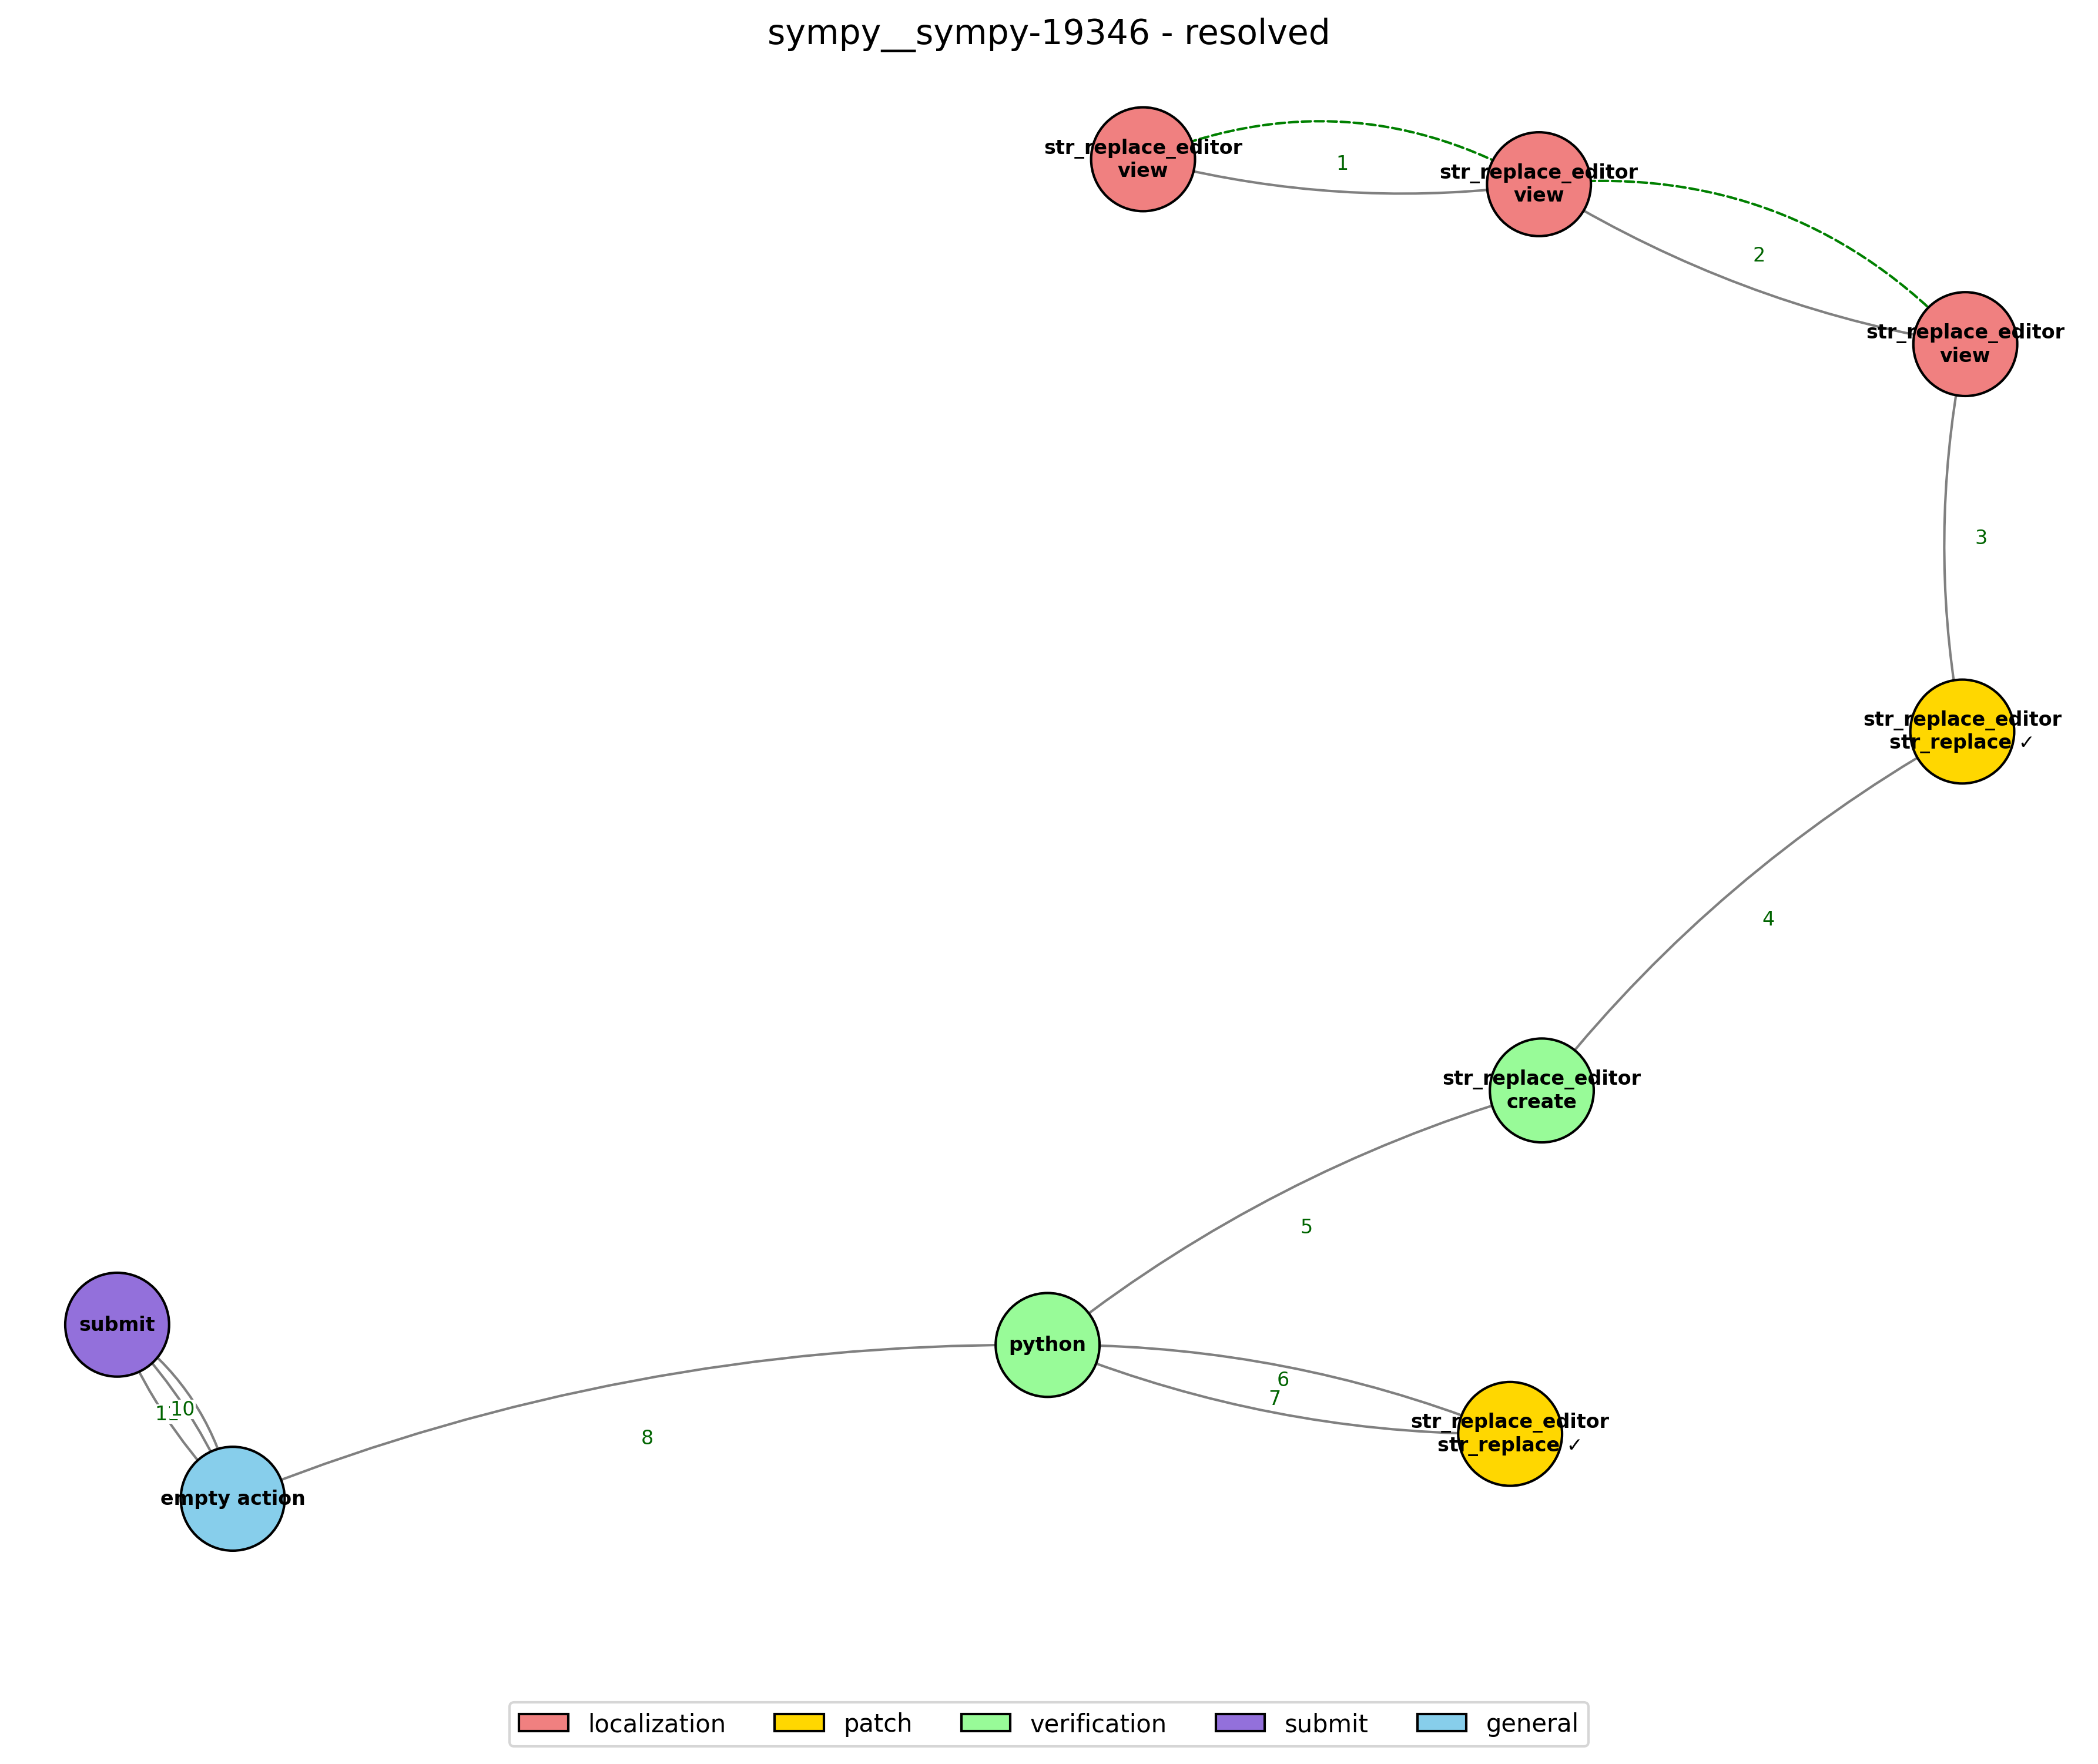 sympy__sympy-19346 - resolved
str_replace_editor
view
1
str_replace_editor
view
2
str_replace_editor
view
3
str_replace_editor
str_replace ✓
4
str_replace_editor
create
5
submit
python
6
7
10
str_replace_editor
str_replace ✓
8
empty action
localization
patch
verification
submit
general